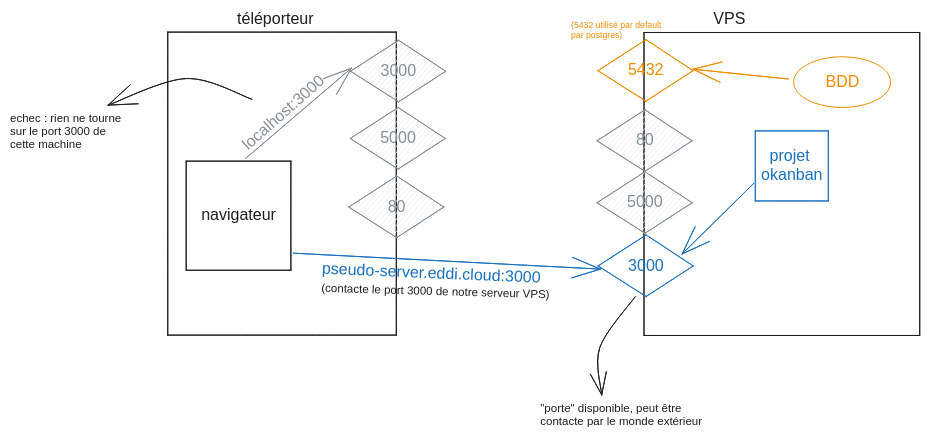 téléporteur
VPS
(5432 utilisé par default
par postgres)
3000
5432
BDD
localhost:3000
echec : rien ne tourne
sur le port 3000 de
cette machine
5000
80
projet
okanban
80
5000
navigateur
3000
pseudo-server.eddi.cloud:3000
(contacte le port 3000 de notre serveur VPS)
"porte" disponible, peut être
contacte par le monde extérieur